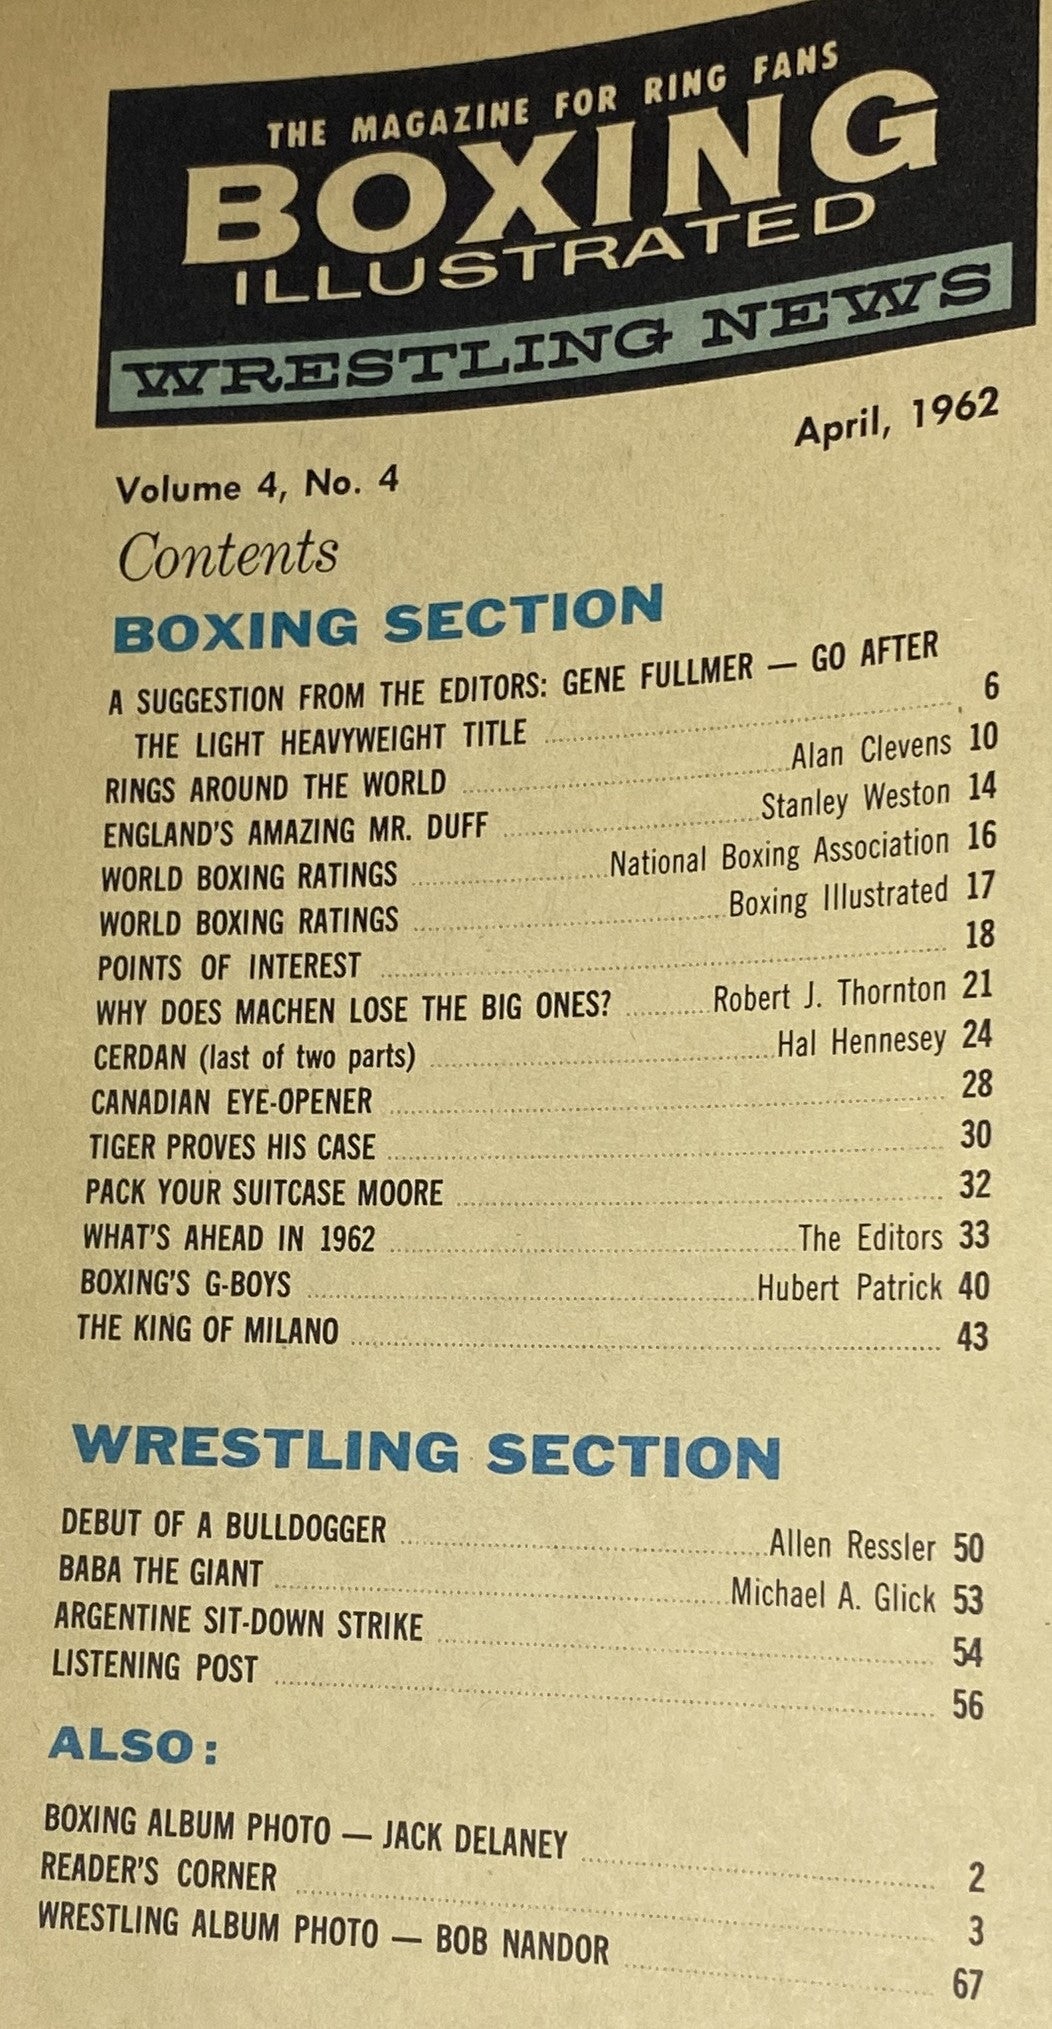 THE MAGAZINE FOR RING FANS
BOXING
ILLUSTRATED
WRESTLING NEWS
April, 1962
Volume 4, No. 4
Contents
BOXING SECTION
A SUGGESTION FROM THE EDITORS: GENE FULLMER — GO AFTER
THE LIGHT HEAVYWEIGHT TITLE 6
RINGS AROUND THE WORLD Alan Clevens 10
ENGLAND'S AMAZING MR. DUFF Stanley Weston 14
WORLD BOXING RATINGS National Boxing Association 16
WORLD BOXING RATINGS Boxing Illustrated 17
POINTS OF INTEREST 18
WHY DOES MACHEN LOSE THE BIG ONES? Robert J. Thornton 21
CERDAN (last of two parts) Hal Hennesey 24
CANADIAN EYE-OPENER 28
TIGER PROVES HIS CASE 30
PACK YOUR SUITCASE MOORE 32
WHAT'S AHEAD IN 1962 The Editors 33
BOXING'S G-BOYS Hubert Patrick 40
THE KING OF MILANO 43
WRESTLING SECTION
DEBUT OF A BULLDOGGER Allen Ressler 50
BABA THE GIANT Michael A. Glick 53
ARGENTINE SIT-DOWN STRIKE 54
LISTENING POST 56
ALSO:
BOXING ALBUM PHOTO — JACK DELANEY 2
READER'S CORNER 3
WRESTLING ALBUM PHOTO — BOB NANDOR 67